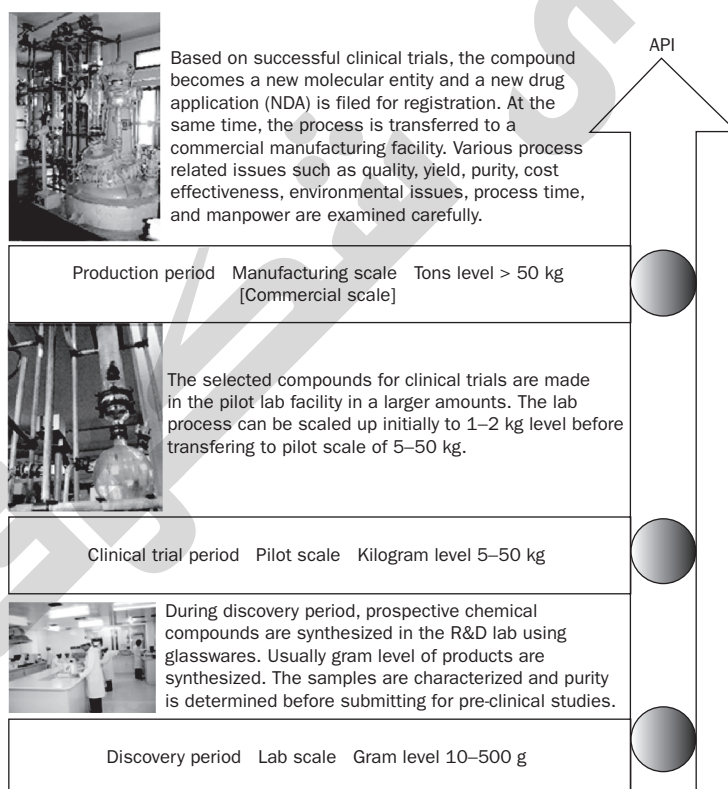 API
Based on successful clinical trials, the compound
becomes a new molecular entity and a new drug
application (NDA) is filed for registration. At the
same time, the process is transferred to a
commercial manufacturing facility. Various process
related issues such as quality, yield, purity, cost
effectiveness, environmental issues, process time,
and manpower are examined carefully.
Production period Manufacturing scale Tons level > 50 kg
[Commercial scale]
The selected compounds for clinical trials are made
in the pilot lab facility in a larger amounts. The lab
process can be scaled up initially to 1–2 kg level before
transfering to pilot scale of 5–50 kg.
Clinical trial period Pilot scale Kilogram level 5–50 kg
During discovery period, prospective chemical
compounds are synthesized in the R&D lab using
glasswares. Usually gram level of products are
synthesized. The samples are characterized and purity
is determined before submitting for pre-clinical studies.
Discovery period Lab scale Gram level 10–500 g